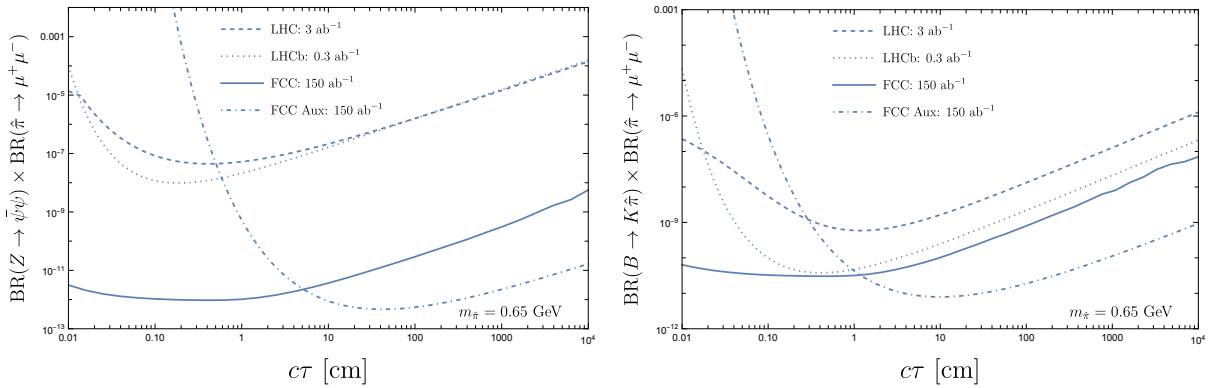 BR(Z → ψ̄ψ) × BR(π̂ → μ⁺μ⁻)
0.001
10⁻⁵
10⁻⁷
10⁻⁹
10⁻¹¹
10⁻¹³
LHC: 3 ab⁻¹
LHCb: 0.3 ab⁻¹
FCC: 150 ab⁻¹
FCC Aux: 150 ab⁻¹
m_π̂ = 0.65 GeV
0.01 0.10 1 10 100 1000 10⁴
cτ [cm]
BR(B → Kπ̂) × BR(π̂ → μ⁺μ⁻)
0.001
10⁻⁶
10⁻⁹
10⁻¹²
LHC: 3 ab⁻¹
LHCb: 0.3 ab⁻¹
FCC: 150 ab⁻¹
FCC Aux: 150 ab⁻¹
m_π̂ = 0.65 GeV
0.01 0.10 1 10 100 1000 10⁴
cτ [cm]